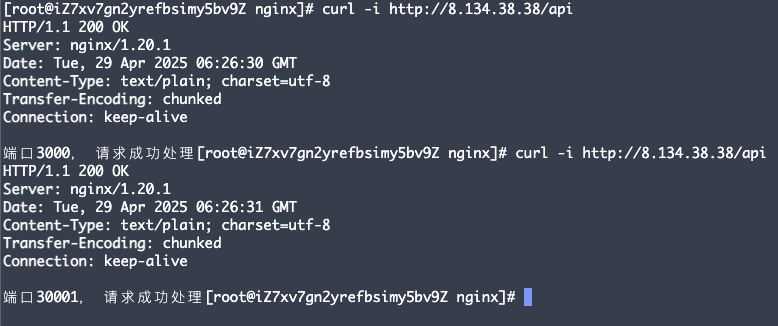 [root@iZ7xv7gn2yrefbsimy5bv9Z nginx]# curl -i http://8.134.38.38/api
HTTP/1.1 200 OK
Server: nginx/1.20.1
Date: Tue, 29 Apr 2025 06:26:30 GMT
Content-Type: text/plain; charset=utf-8
Transfer-Encoding: chunked
Connection: keep-alive

端口3000, 请求成功处理[root@iZ7xv7gn2yrefbsimy5bv9Z nginx]# curl -i http://8.134.38.38/api
HTTP/1.1 200 OK
Server: nginx/1.20.1
Date: Tue, 29 Apr 2025 06:26:31 GMT
Content-Type: text/plain; charset=utf-8
Transfer-Encoding: chunked
Connection: keep-alive

端口30001, 请求成功处理[root@iZ7xv7gn2yrefbsimy5bv9Z nginx]#